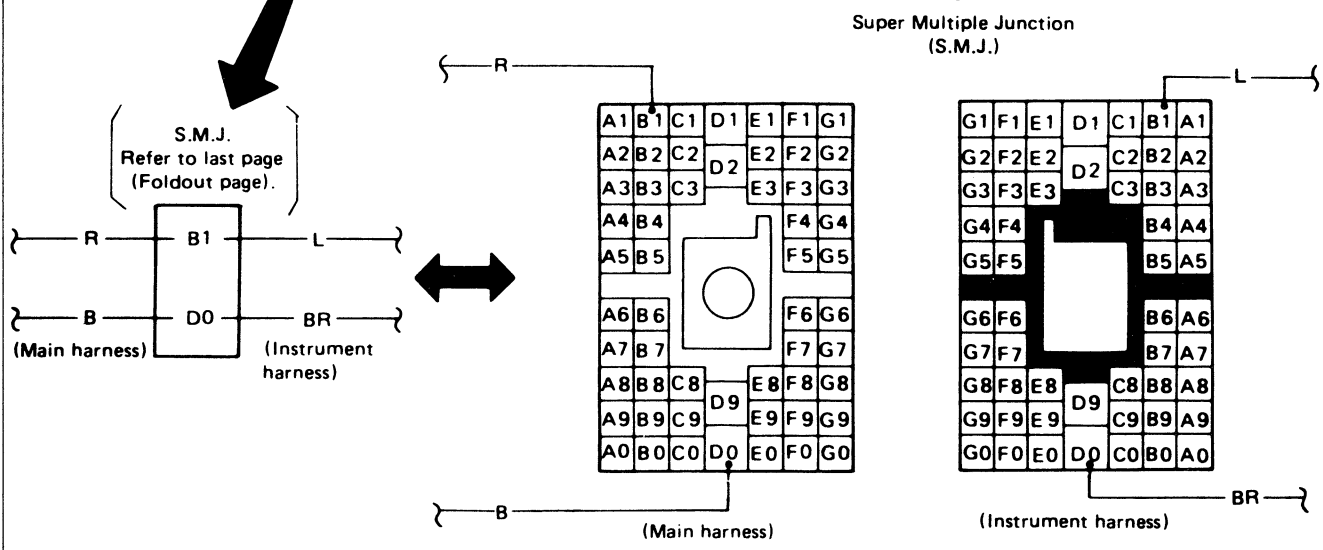 Super Multiple Junction
(S.M.J.)
S.M.J.
Refer to last page
(Foldout page).
R B1 L
B D0 BR
(Main harness) (Instrument
harness)
R
A1 B1 C1 D1 E1 F1 G1
A2 B2 C2 D2 E2 F2 G2
A3 B3 C3 E3 F3 G3
A4 B4 F4 G4
A5 B5 F5 G5
A6 B6 F6 G6
A7 B7 F7 G7
A8 B8 C8 E8 F8 G8
D9
A9 B9 C9 E9 F9 G9
A0 B0 C0 D0 E0 F0 G0
B
(Main harness)
L
G1 F1 E1 D1 C1 B1 A1
G2 F2 E2 D2 C2 B2 A2
G3 F3 E3 C3 B3 A3
G4 F4 B4 A4
G5 F5 B5 A5
G6 F6 B6 A6
G7 F7 B7 A7
G8 F8 E8 C8 B8 A8
D9
G9 F9 E9 C9 B9 A9
G0 F0 E0 D0 C0 B0 A0
BR
(Instrument harness)